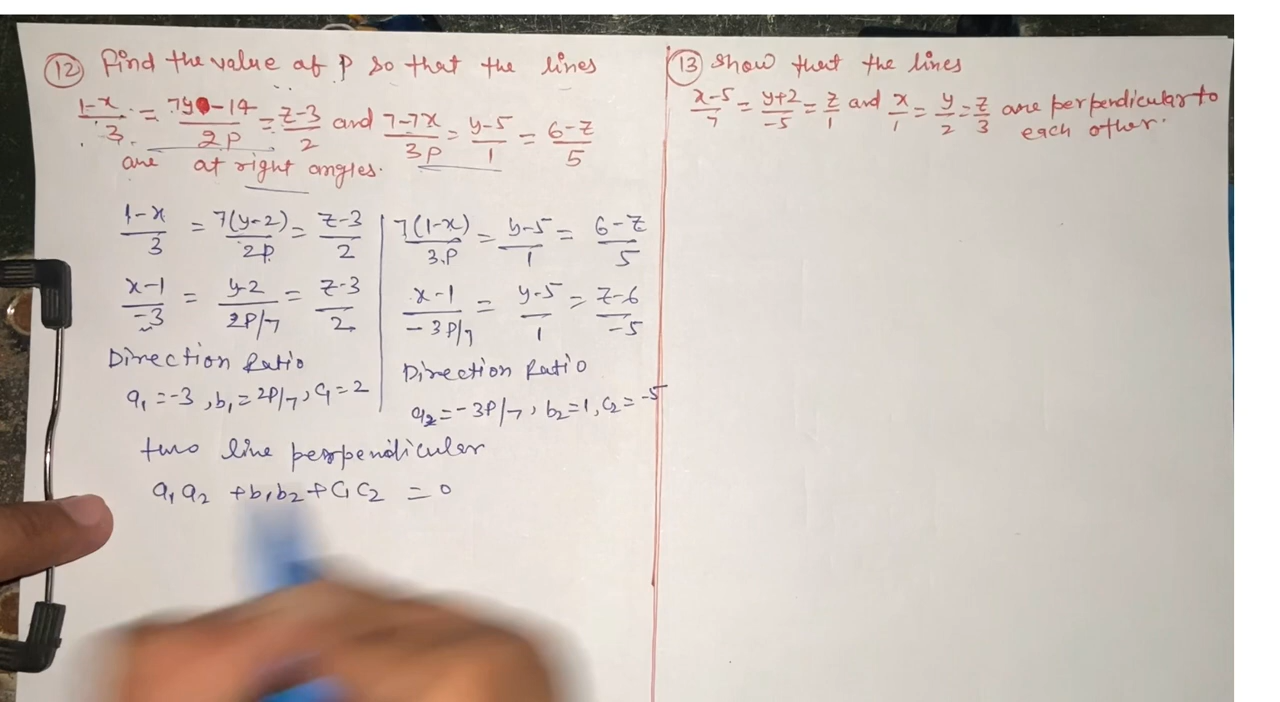 (12) Find the value of p so that the lines
1-x/3 = 7y-14/2p = z-3/2 and 7-7x/3p = y-5/1 = 6-z/5
are at right angles.
1-x/3 = 7(y-2)/2p = z-3/2
x-1/-3 = y-2/2p/7 = z-3/2
Direction Ratio
a₁ = -3, b₁ = 2p/7, c₁ = 2
7(1-x)/3p = y-5/1 = 6-z/5
x-1/-3p/7 = y-5/1 = z-6/-5
Direction Ratio
a₂ = -3p/7, b₂ = 1, c₂ = -5
two line perpendicular
a₁a₂ + b₁b₂ + c₁c₂ = 0
(13) Show that the lines
x-5/7 = y+2/-5 = z/1 and x/1 = y/2 = z/3 are perpendicular to
each other.